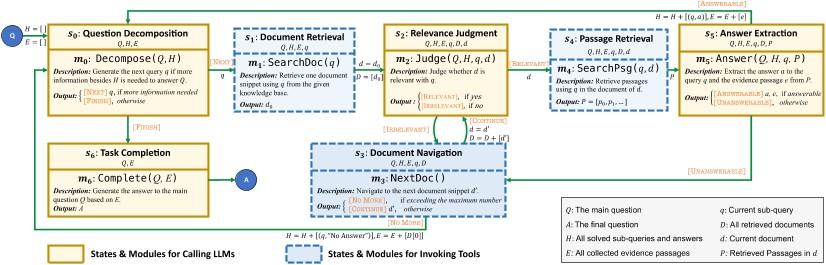 [ANSWERABLE]
H = H + [(q, a)], E = E + [e]
H = [ ]
E = [ ]
Q
s0: Question Decomposition
Q, H, E
m0: Decompose(Q, H)
Description: Generate the next query q if more information besides H is needed to answer Q.
Output: { [NEXT] q, if more information needed
[FINISH], otherwise
[NEXT]
q
s1: Document Retrieval
Q, H, E, q
m1: SearchDoc(q)
Description: Retrieve one document snippet using q from the given knowledge base.
Output: d0
d = d0
D = [d0]
s2: Relevance Judgment
Q, H, E, q, D, d
m2: Judge(Q, H, q, d)
Description: Judge whether d is relevant with q.
Output: { [RELEVANT], if yes
[IRRELEVANT], if no
[RELEVANT]
d
s4: Passage Retrieval
Q, H, E, q, D, d
m4: SearchPsg(q, d)
Description: Retrieve passages using q in the document of d.
Output: P = [p0, p1, ...]
P
s5: Answer Extraction
Q, H, E, q, D, P
m5: Answer(Q, H, q, P)
Description: Extract the answer a to the query q and the evidence passage e from P.
Output: { [ANSWERABLE] a, e, if answerable
[UNANSWERABLE], otherwise
[FINISH]
[IRRELEVANT]
[CONTINUE]
d = d'
D = D + [d']
[UNANSWERABLE]
s6: Task Completion
Q, E
m6: Complete(Q, E)
Description: Generate the answer to the main question Q based on E.
Output: A
A
s3: Document Navigation
Q, H, E, q, D
m3: NextDoc()
Description: Navigate to the next document snippet d'.
Output: { [NO MORE], if exceeding the maximum number
[CONTINUE] d', otherwise
[NO MORE]
H = H + [(q, "No Answer")], E = E + [D[0]]
Q: The main question
A: The final question
H: All solved sub-queries and answers
E: All collected evidence passages
q: Current sub-query
D: All retrieved documents
d: Current document
P: Retrieved Passages in d
States & Modules for Calling LLMs
States & Modules for Invoking Tools